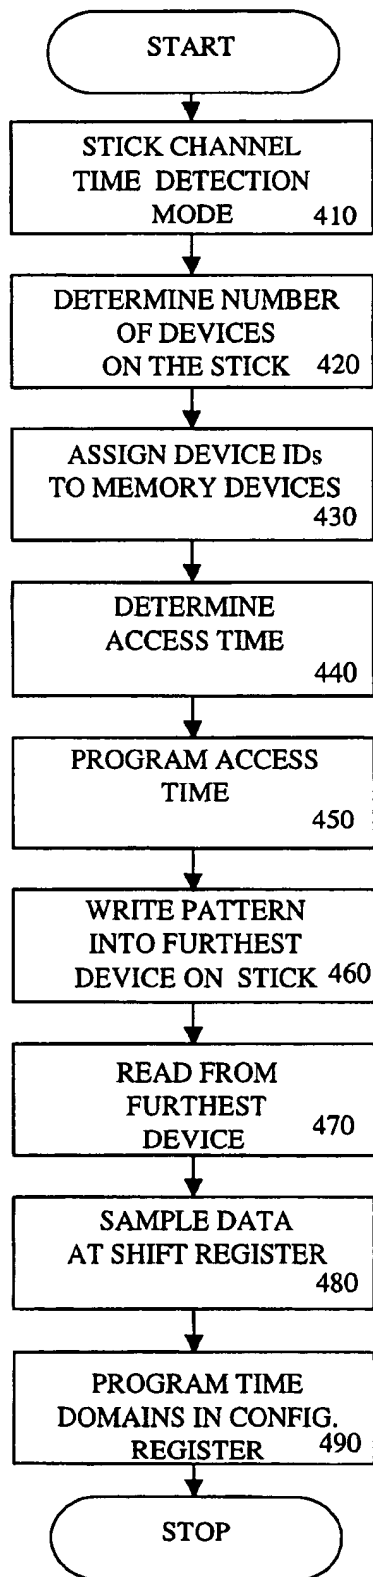 START
STICK CHANNEL
TIME DETECTION
MODE 410
DETERMINE NUMBER
OF DEVICES
ON THE STICK 420
ASSIGN DEVICE IDs
TO MEMORY DEVICES
430
DETERMINE
ACCESS TIME
440
PROGRAM ACCESS
TIME
450
WRITE PATTERN
INTO FURTHEST
DEVICE ON STICK 460
READ FROM
FURTHEST
DEVICE 470
SAMPLE DATA
AT SHIFT REGISTER
480
PROGRAM TIME
DOMAINS IN CONFIG.
REGISTER 490
STOP